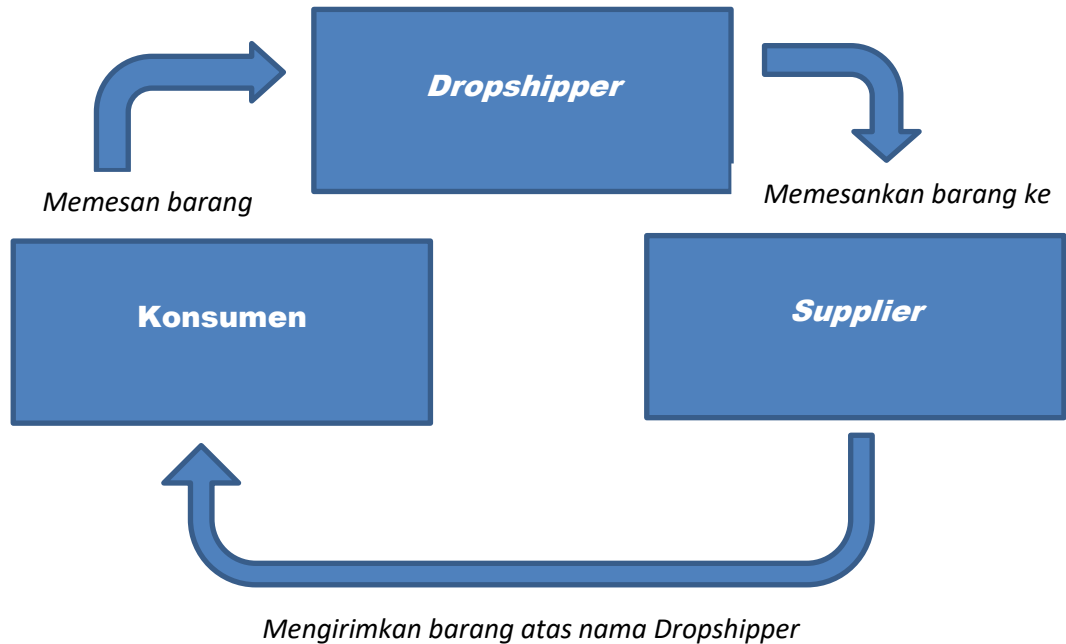 Dropshipper
Memesan barang
Memesankan barang ke
Konsumen
Supplier
Mengirimkan barang atas nama Dropshipper